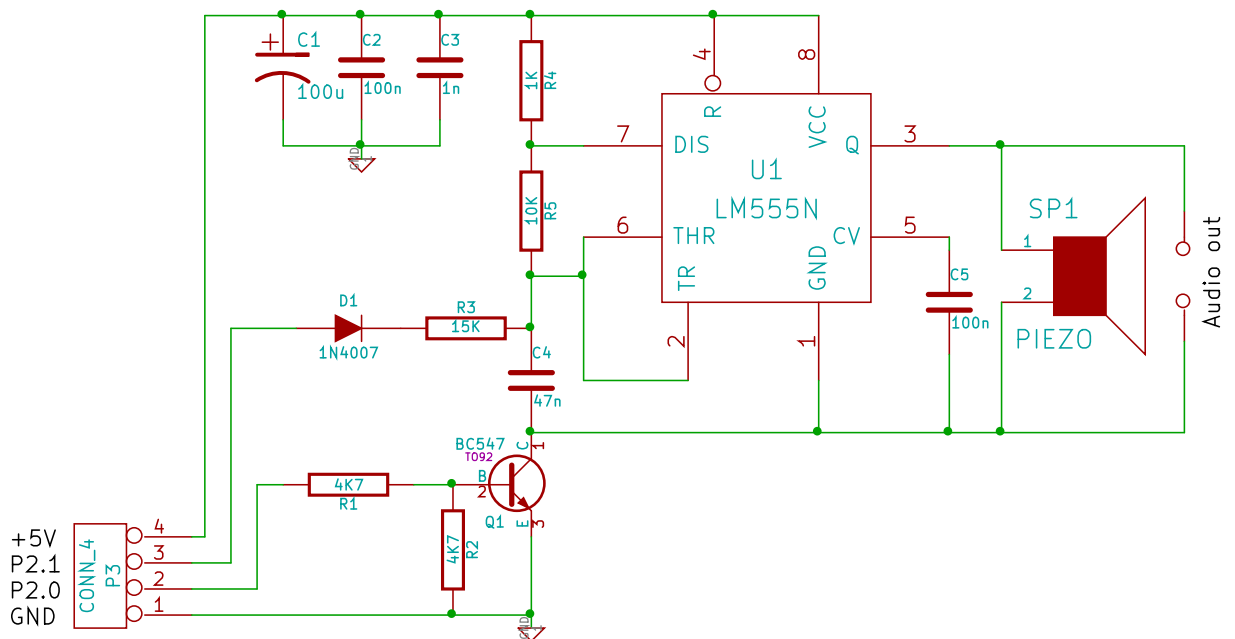 C1
100u
C2
100n
C3
1n
GND
1K
R4
10K
R5
7
6
4
8
DIS
THR
TR
R
VCC
Q
CV
GND
U1
LM555N
3
5
2
1
C5
100n
SP1
1
2
PIEZO
Audio out
D1
1N4007
R3
15K
C4
47n
BC547
TO92
C
1
B
2
Q1
E
3
4K7
R1
4K7
R2
GND
+5V
P2.1
P2.0
GND
CONN_4
P3
4
3
2
1